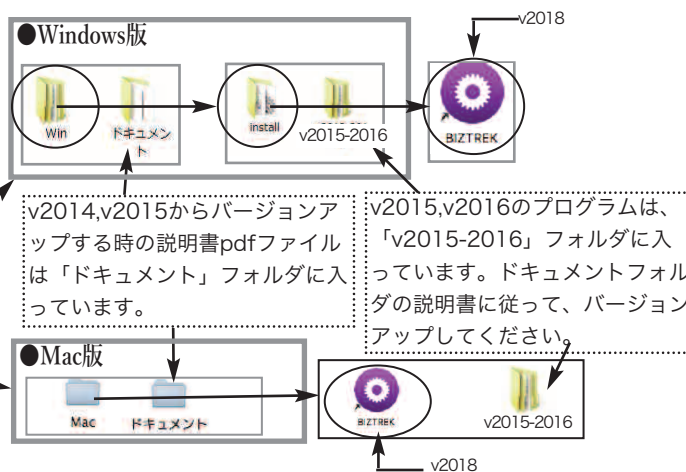 v2018
●Windows版
Win
ドキュメン
ト
install
v2015-2016
BIZTREK
v2014,v2015からバージョンア
ップする時の説明書pdfファイル
は「ドキュメント」フォルダに入
っています。
v2015,v2016のプログラムは、
「v2015-2016」フォルダに入
っています。ドキュメントフォル
ダの説明書に従って、バージョン
アップしてください。
●Mac版
Mac
ドキュメント
BIZTREK
v2015-2016
v2018